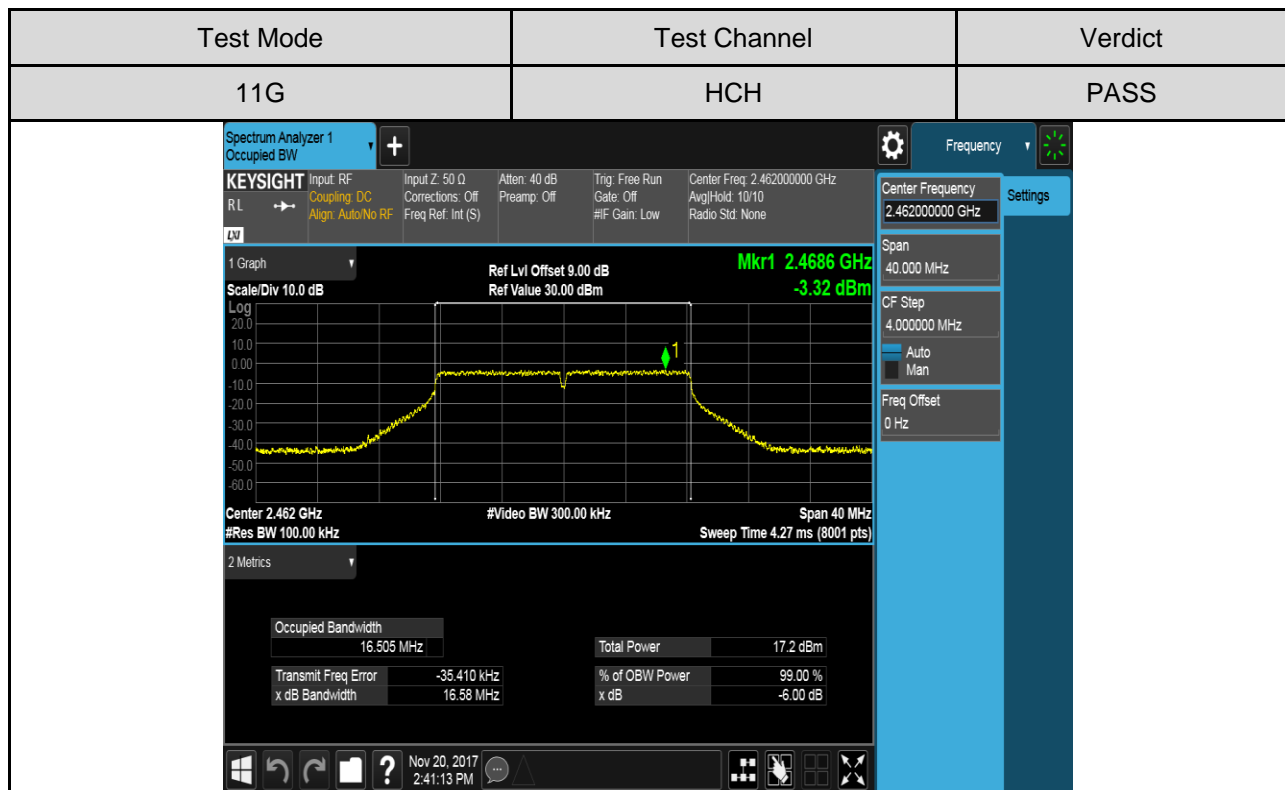 Test Mode Test Channel Verdict
11G HCH PASS
Spectrum Analyzer 1
Occupied BW
Frequency
KEYSIGHT Input: RF Input Z: 50 Ω Atten: 40 dB Trig: Free Run Center Freq: 2.462000000 GHz
RL Coupling: DC Corrections: Off Preamp: Off Gate: Off Avg|Hold: 10/10
Align: Auto/No RF Freq Ref: Int (S) #IF Gain: Low Radio Std: None
LXI
Center Frequency
2.462000000 GHz
Settings
Span
40.000 MHz
CF Step
4.000000 MHz
Auto
Man
Freq Offset
0 Hz
1 Graph
Ref Lvl Offset 9.00 dB Mkr1 2.4686 GHz
Scale/Div 10.0 dB Ref Value 30.00 dBm -3.32 dBm
Log
20.0
10.0
1
0.00
-10.0
-20.0
-30.0
-40.0
-50.0
-60.0
Center 2.462 GHz #Video BW 300.00 kHz Span 40 MHz
#Res BW 100.00 kHz Sweep Time 4.27 ms (8001 pts)
2 Metrics
Occupied Bandwidth
16.505 MHz Total Power 17.2 dBm
Transmit Freq Error -35.410 kHz % of OBW Power 99.00 %
x dB Bandwidth 16.58 MHz x dB -6.00 dB
? Nov 20, 2017
2:41:13 PM